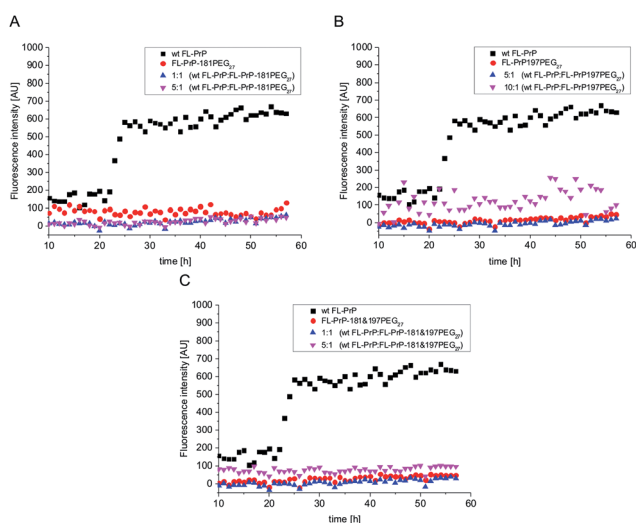 A
1000
900
800
700
600
500
400
300
200
100
0
Fluorescence intensity [AU]
wt FL-PrP
FL-PrP-181PEG27
1:1 (wt FL-PrP:FL-PrP-181PEG27)
5:1 (wt FL-PrP:FL-PrP-181PEG27)
10 20 30 40 50 60
time [h]
B
1000
900
800
700
600
500
400
300
200
100
0
Fluorescence intensity [AU]
wt FL-PrP
FL-PrP197PEG27
5:1 (wt FL-PrP:FL-PrP197PEG27)
10:1 (wt FL-PrP:FL-PrP197PEG27)
10 20 30 40 50 60
time [h]
C
1000
900
800
700
600
500
400
300
200
100
0
Fluorescence intensity [AU]
wt FL-PrP
FL-PrP-181&197PEG27
1:1 (wt FL-PrP:FL-PrP-181&197PEG27)
5:1 (wt FL-PrP:FL-PrP-181&197PEG27)
10 20 30 40 50 60
time [h]